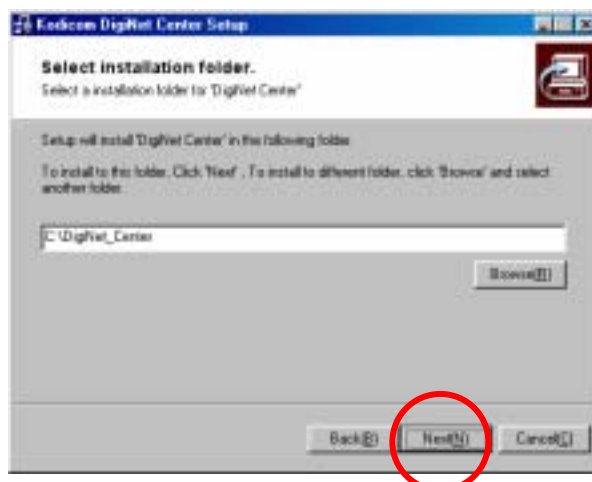 Kodicom DigiNet Center Setup
Select installation folder.
Select a installation folder for 'DigiNet Center'
Setup will install 'DigiNet Center' in the following folder.
To install to this folder, Click 'Next' . To install to different folder, click 'Browse' and select
another folder.
C:\DigiNet_Center
Browse(R)
Back(B) Next(N) Cancel(C)